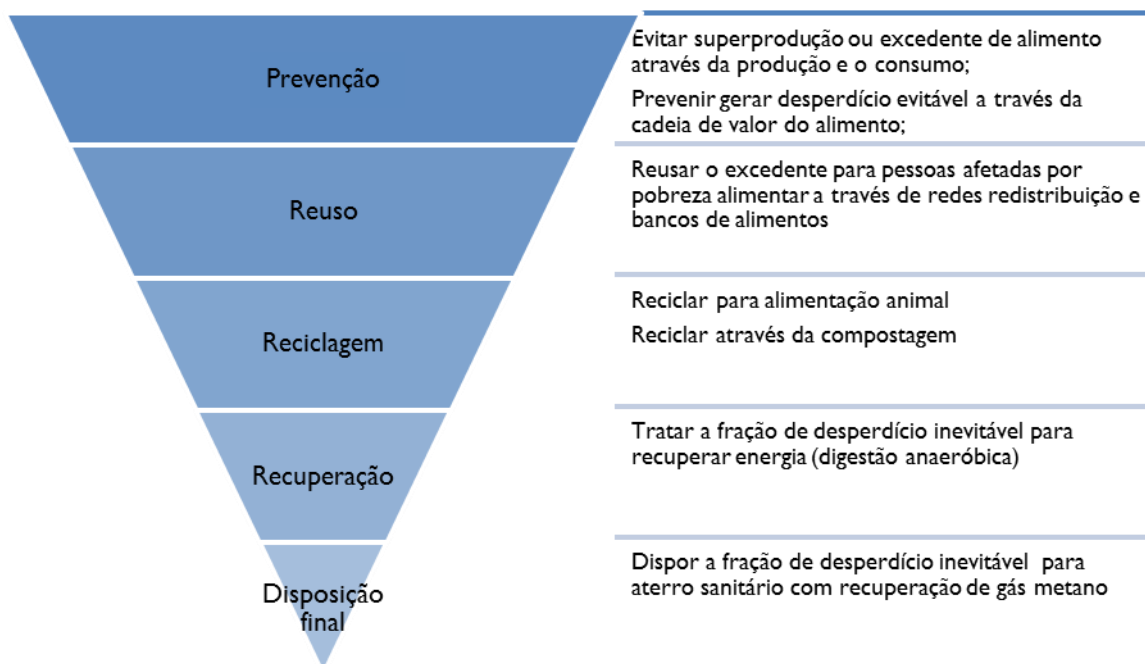 Prevenção
Evitar superprodução ou excedente de alimento
através da produção e o consumo;
Prevenir gerar desperdício evitável a través da
cadeia de valor do alimento;
Reuso
Reusar o excedente para pessoas afetadas por
pobreza alimentar a través de redes redistribuição e
bancos de alimentos
Reciclagem
Reciclar para alimentação animal
Reciclar através da compostagem
Recuperação
Tratar a fração de desperdício inevitável para
recuperar energia (digestão anaeróbica)
Disposição
final
Dispor a fração de desperdício inevitável para
aterro sanitário com recuperação de gás metano